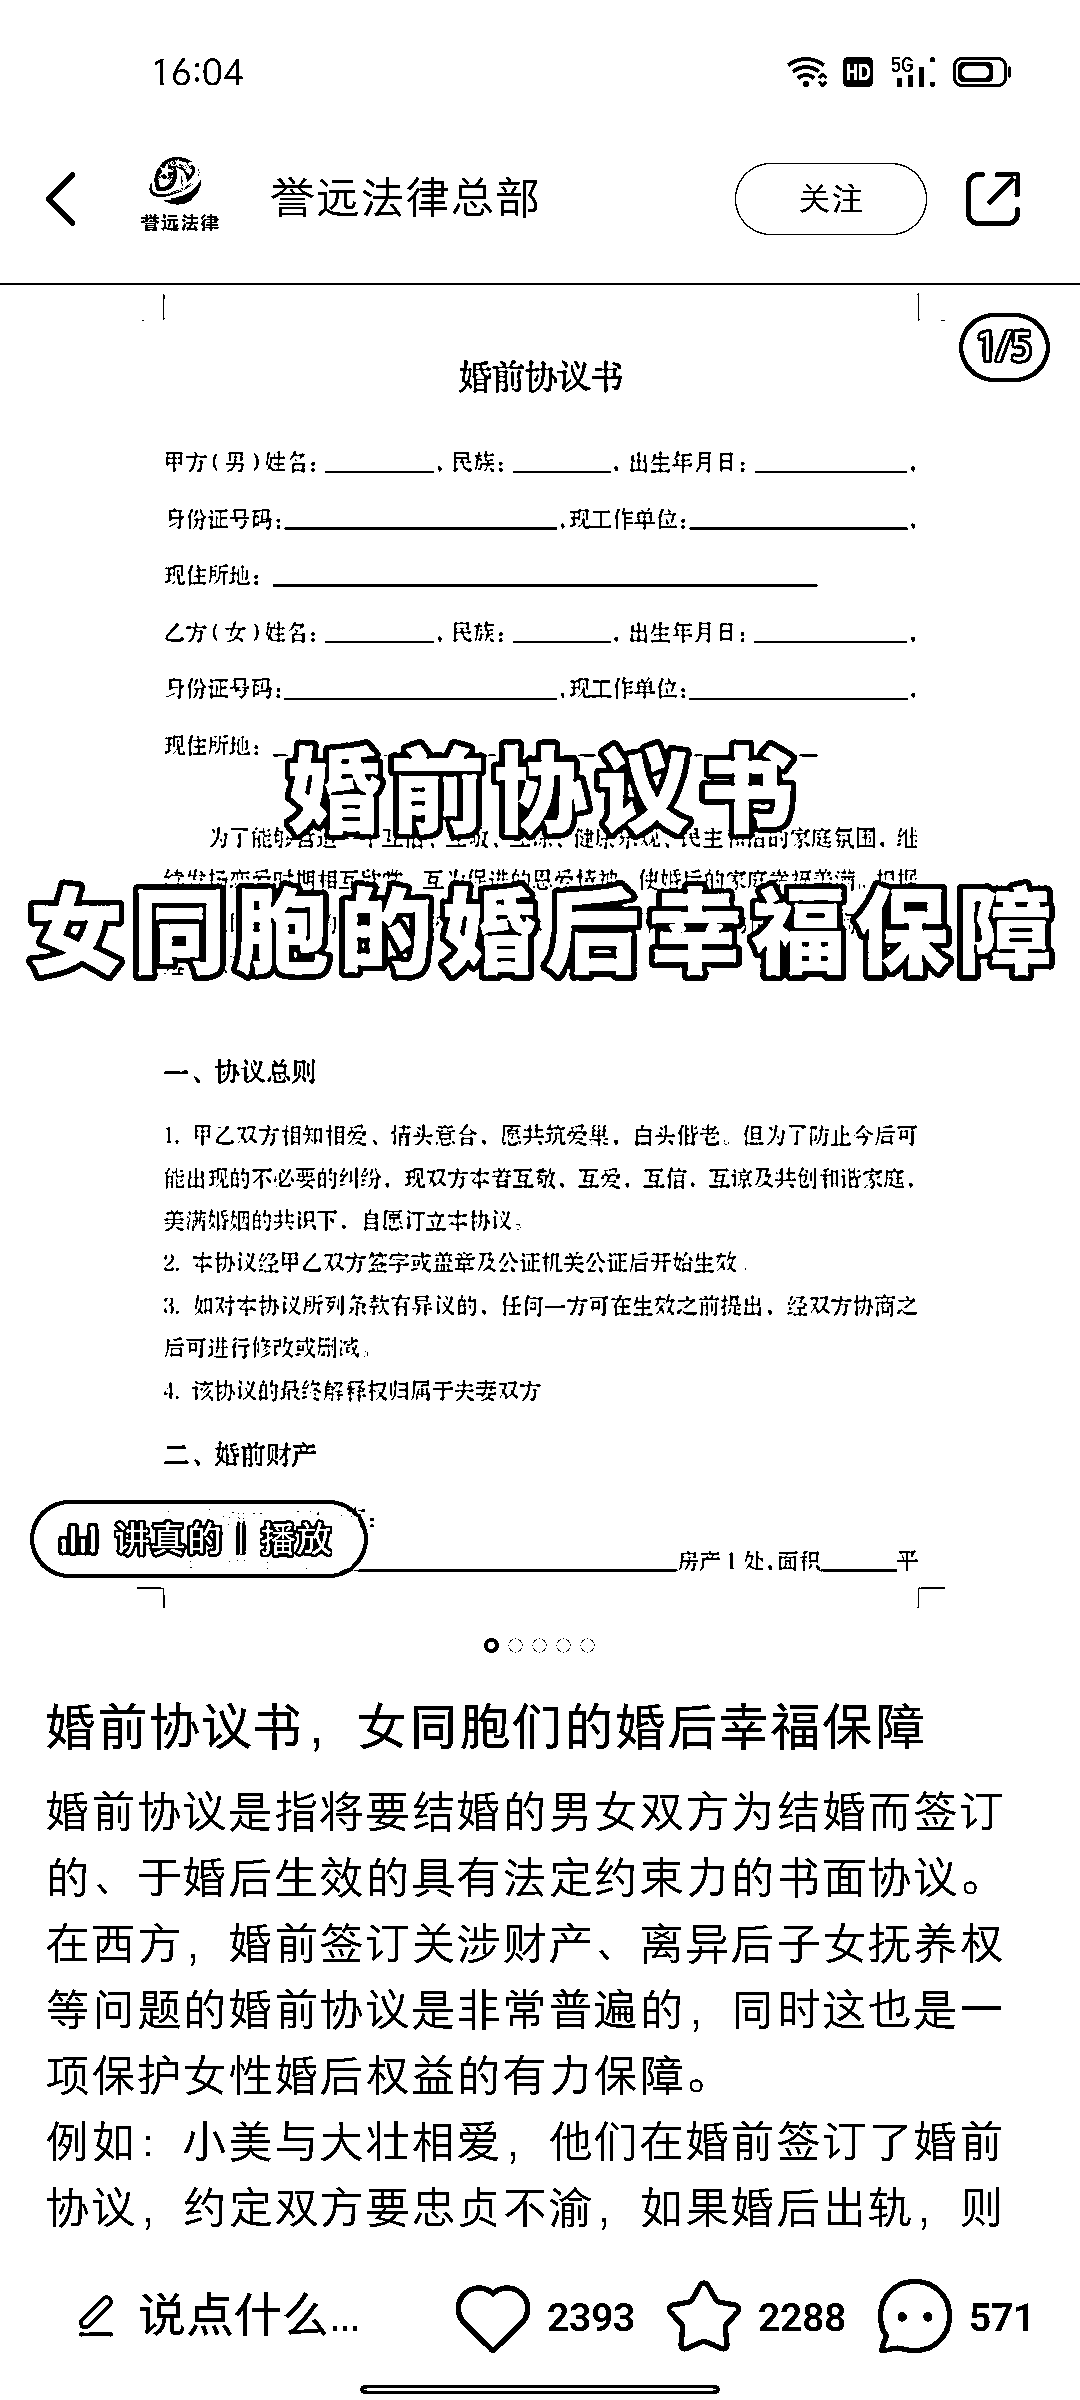 16:04
HD 5G
誉远法律
誉远法律总部
关注
1/5
婚前协议书
甲方(男)姓名:,民族:,出生年月日:,
身份证号码:,现工作单位:,
现住所地:
乙方(女)姓名:,民族:,出生年月日:,
身份证号码:,现工作单位:,
现住所地:
婚前协议书
为了能够营造一个互信、互敬、互谅、健康乐观、民主和谐的家庭氛围,继
女同胞的婚后幸福保障
一、协议总则
1. 甲乙双方相知相爱、情头意合,愿共筑爱巢,白头偕老。但为了防止今后可
能出现的不必要的纠纷,现双方本着互敬,互爱,互信,互谅及共创和谐家庭,
美满婚姻的共识下,自愿订立本协议。
2. 本协议经甲乙双方签字或盖章及公证机关公证后开始生效.
3. 如对本协议所列条款有异议的,任何一方可在生效之前提出,经双方协商之
后可进行修改或删减。
4. 该协议的最终解释权归属于夫妻双方
二、婚前财产
讲真的 | 播放
房产1处,面积平
婚前协议书，女同胞们的婚后幸福保障
婚前协议是指将要结婚的男女双方为结婚而签订
的、于婚后生效的具有法定约束力的书面协议。
在西方，婚前签订关涉财产、离异后子女抚养权
等问题的婚前协议是非常普遍的，同时这也是一
项保护女性婚后权益的有力保障。
例如：小美与大壮相爱，他们在婚前签订了婚前
协议，约定双方要忠贞不渝，如果婚后出轨，则
说点什么...
2393
2288
571